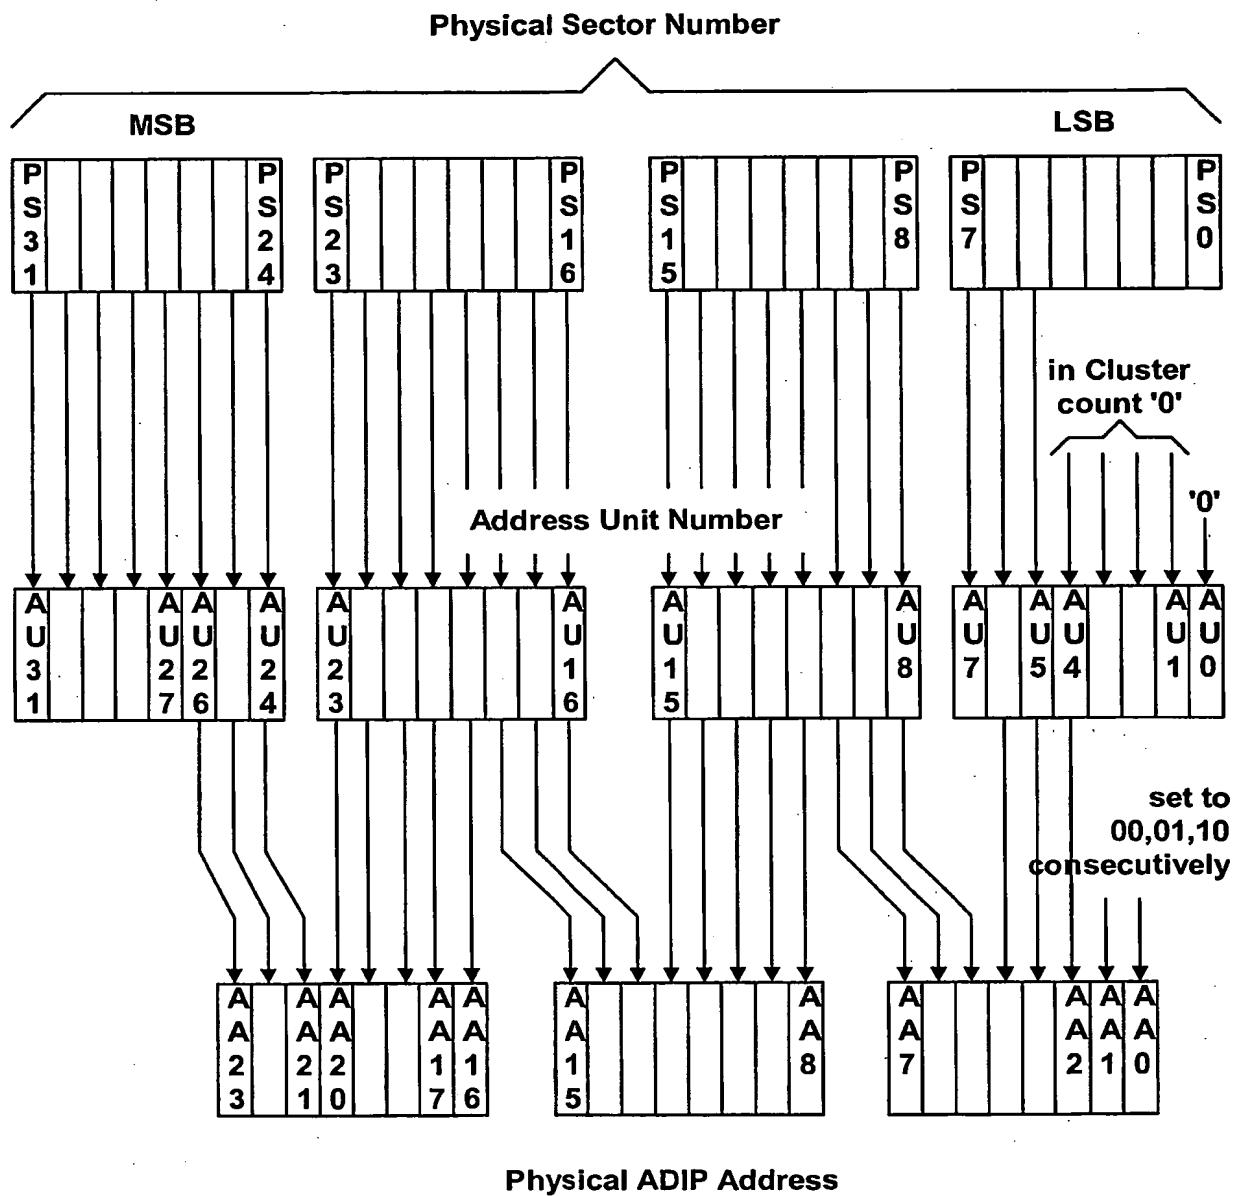 Physical Sector Number
MSB
LSB
PS31
PS24
PS23
PS16
PS15
PS8
PS7
PS0
in Cluster
count '0'
'0'
Address Unit Number
AU31
AU27
AU26
AU24
AU23
AU16
AU15
AU8
AU7
AU5
AU4
AU1
AU0
set to
00,01,10
consecutively
AA23
AA21
AA20
AA17
AA16
AA15
AA8
AA7
AA2
AA1
AA0
Physical ADIP Address